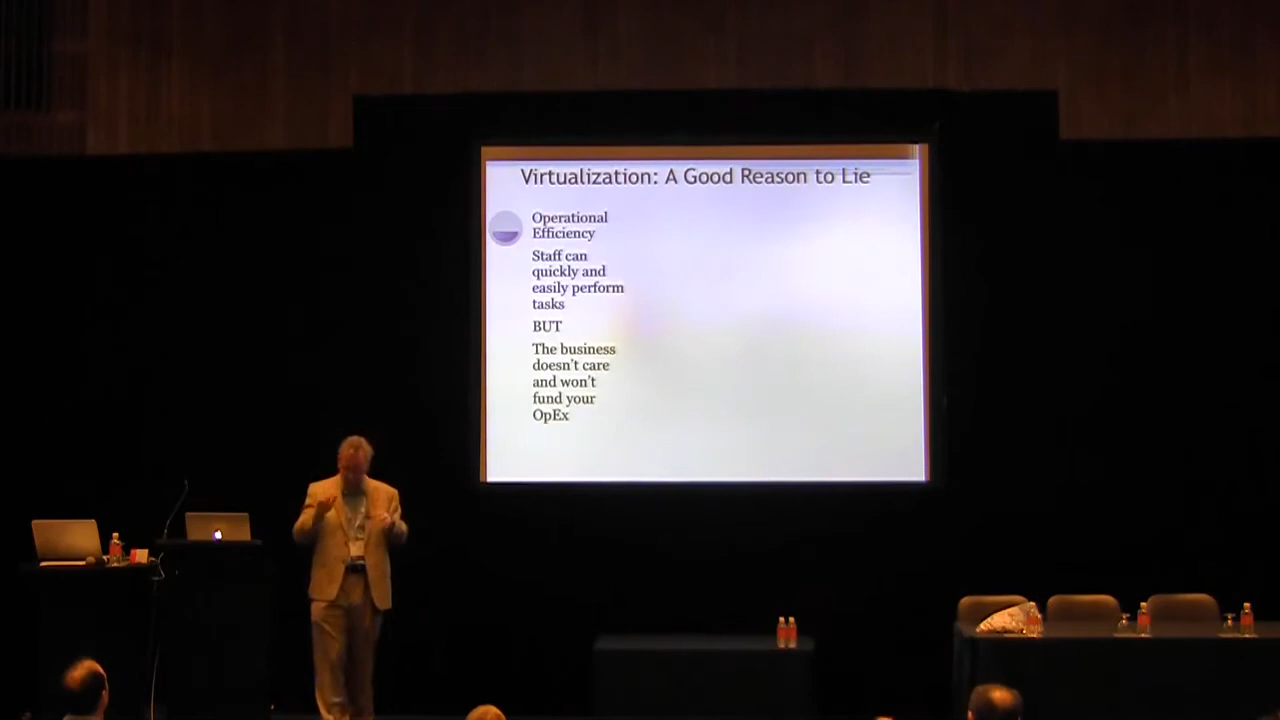 Virtualization: A Good Reason to Lie
Operational
Efficiency
Staff can
quickly and
easily perform
tasks
BUT
The business
doesn't care
and won't
fund your
OpEx